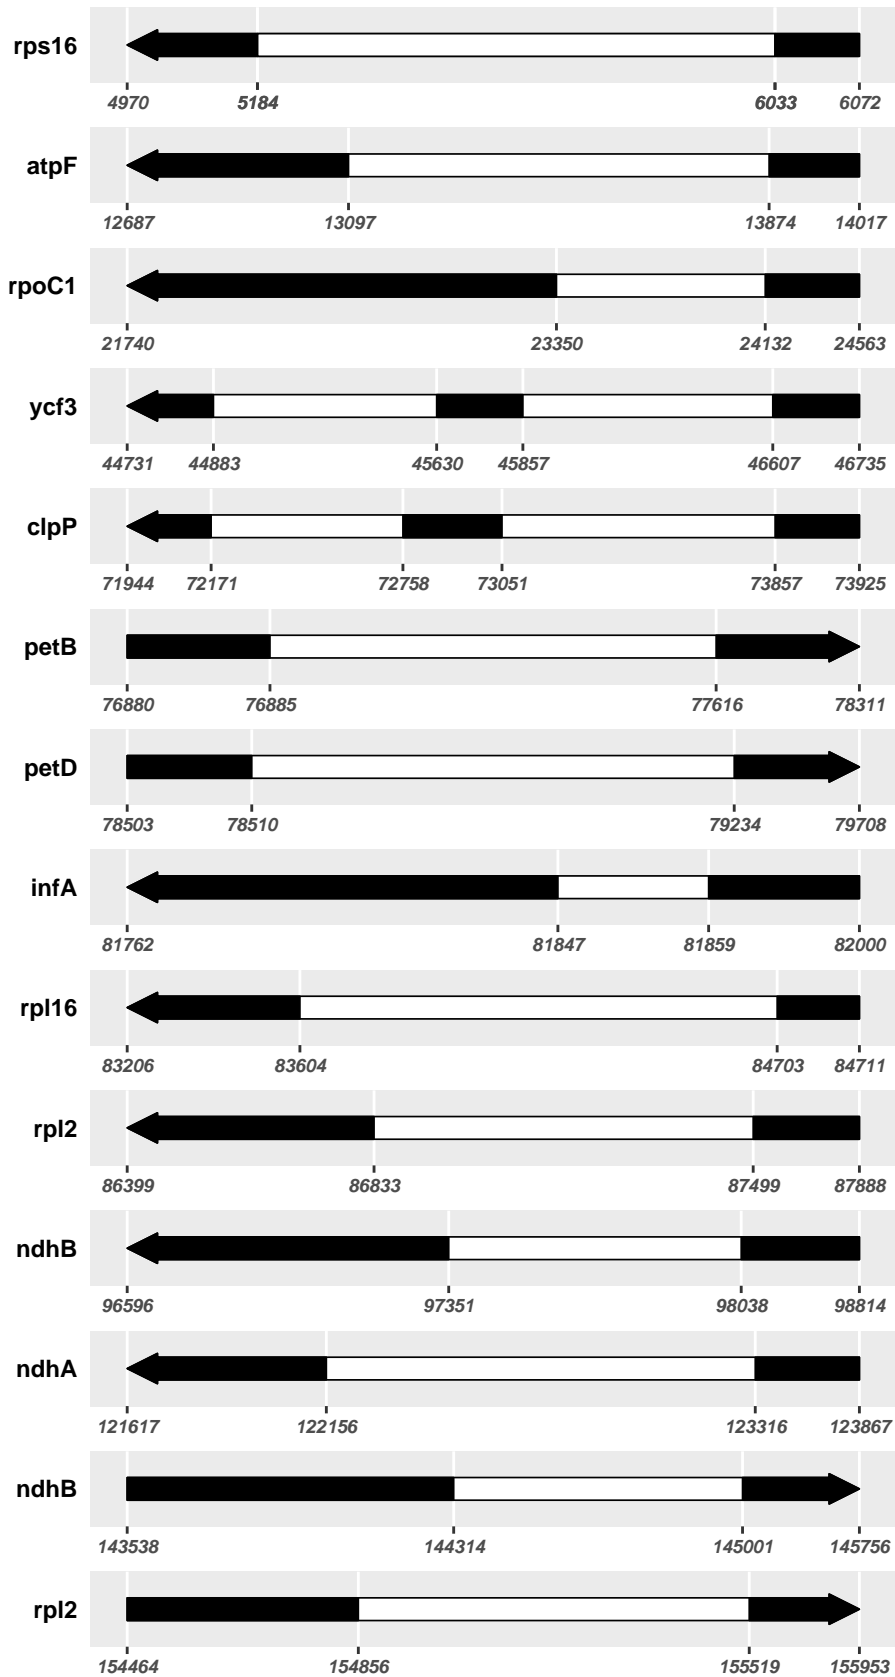 rps16
4970 5184 6033 6072
atpF
12687 13097 13874 14017
rpoC1
21740 23350 24132 24563
ycf3
44731 44883 45630 45857 46607 46735
clpP
71944 72171 72758 73051 73857 73925
petB
76880 76885 77616 78311
petD
78503 78510 79234 79708
infA
81762 81847 81859 82000
rpl16
83206 83604 84703 84711
rpl2
86399 86833 87499 87888
ndhB
96596 97351 98038 98814
ndhA
121617 122156 123316 123867
ndhB
143538 144314 145001 145756
rpl2
154464 154856 155519 155953